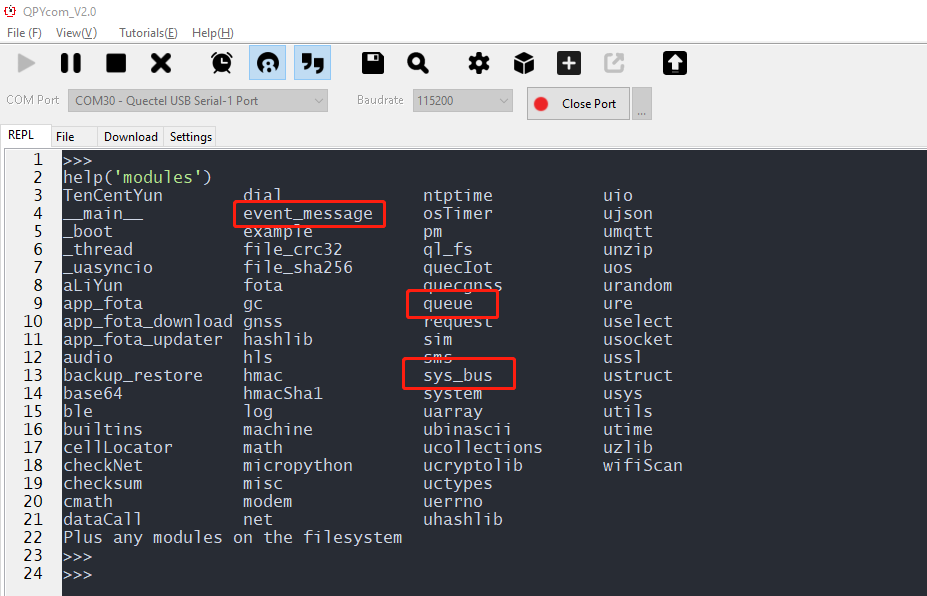 QPYcom_V2.0
File (F) View(V) Tutorials(E) Help(H)
COM Port COM30 - Quectel USB Serial-1 Port Baudrate 115200 Close Port ...
REPL File Download Settings
1 >>>
2 help('modules')
3 TenCentYun dial ntptime uio
4 __main__ event_message osTimer ujson
5 _boot example pm umqtt
6 _thread file_crc32 ql_fs unzip
7 _uasyncio file_sha256 quecIot uos
8 aLiYun fota quecgnss urandom
9 app_fota gc queue ure
10 app_fota_download gnss request uselect
11 app_fota_updater hashlib sim usocket
12 audio hls sms ussl
13 backup_restore hmac sys_bus ustruct
14 base64 hmacSha1 system usys
15 ble log uarray utils
16 builtins machine ubinascii utime
17 cellLocator math ucollections uzlib
18 checkNet micropython ucryptolib wifiScan
19 checksum misc uctypes
20 cmath modem uerrno
21 dataCall net uhashlib
22 Plus any modules on the filesystem
23 >>>
24 >>>